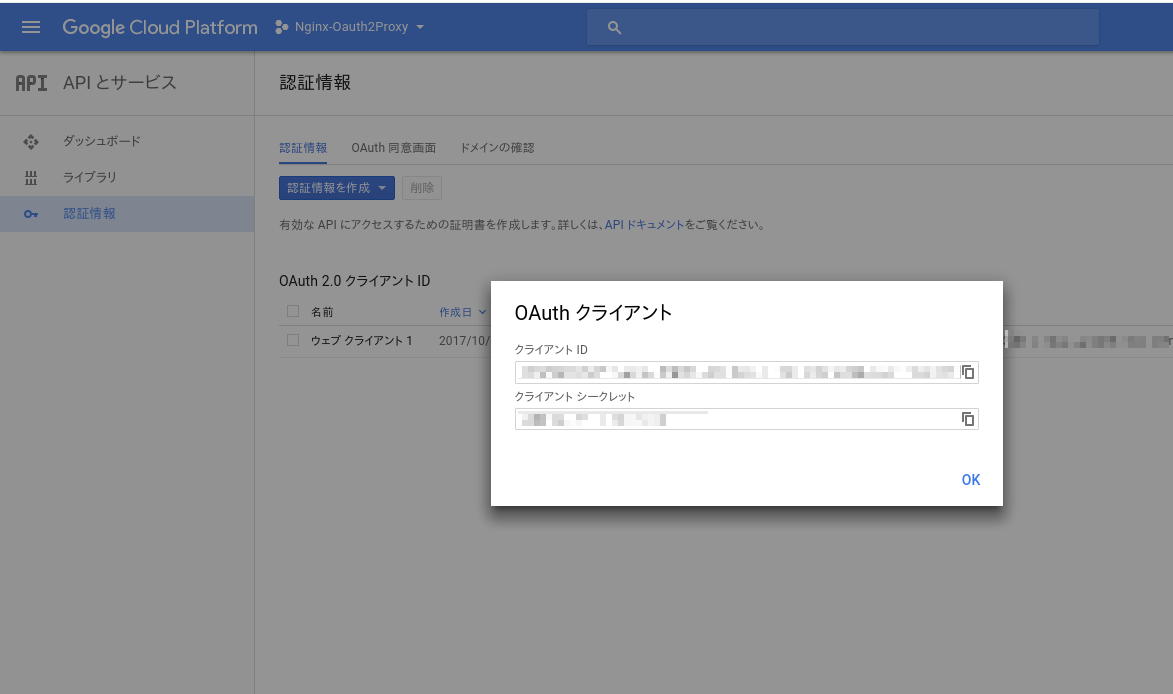 Google Cloud Platform Nginx-Oauth2Proxy
API API とサービス
認証情報
ダッシュボード
ライブラリ
認証情報
認証情報 OAuth 同意画面 ドメインの確認
認証情報を作成 削除
有効な API にアクセスするための証明書を作成します。詳しくは、API ドキュメントをご覧ください。
OAuth 2.0 クライアント ID
名前 作成日
ウェブ クライアント 1 2017/10/
OAuth クライアント
クライアント ID
クライアント シークレット
OK